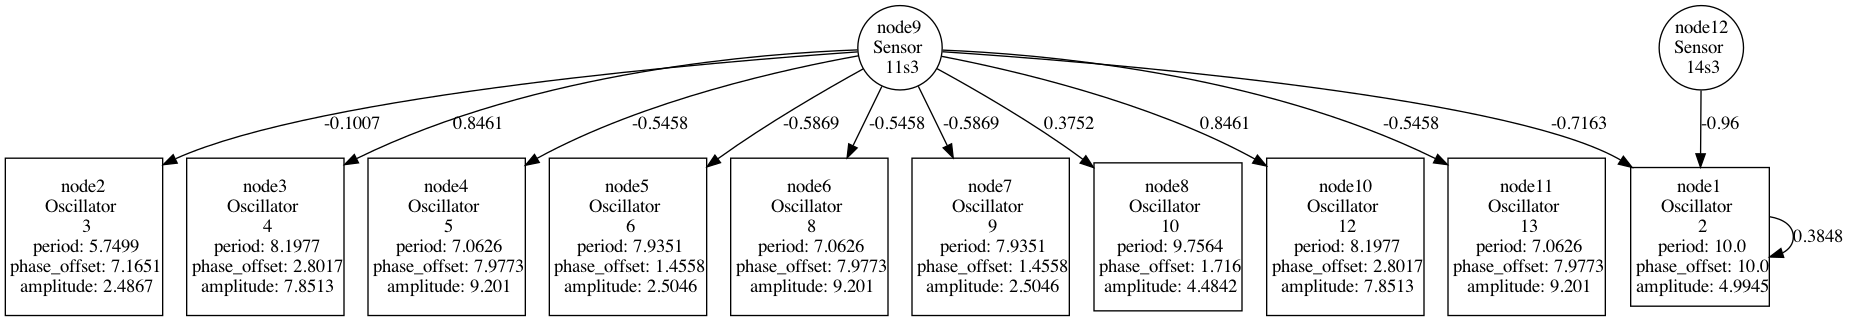 node9
Sensor
11s3
node12
Sensor
14s3
-0.1007
0.8461
-0.5458
-0.5869
-0.5458
-0.5869
0.3752
0.8461
-0.5458
-0.7163
-0.96
node2
Oscillator
3
period: 5.7499
phase_offset: 7.1651
amplitude: 2.4867
node3
Oscillator
4
period: 8.1977
phase_offset: 2.8017
amplitude: 7.8513
node4
Oscillator
5
period: 7.0626
phase_offset: 7.9773
amplitude: 9.201
node5
Oscillator
6
period: 7.9351
phase_offset: 1.4558
amplitude: 2.5046
node6
Oscillator
8
period: 7.0626
phase_offset: 7.9773
amplitude: 9.201
node7
Oscillator
9
period: 7.9351
phase_offset: 1.4558
amplitude: 2.5046
node8
Oscillator
10
period: 9.7564
phase_offset: 1.716
amplitude: 4.4842
node10
Oscillator
12
period: 8.1977
phase_offset: 2.8017
amplitude: 7.8513
node11
Oscillator
13
period: 7.0626
phase_offset: 7.9773
amplitude: 9.201
node1
Oscillator
2
period: 10.0
phase_offset: 10.0
amplitude: 4.9945
0.3848